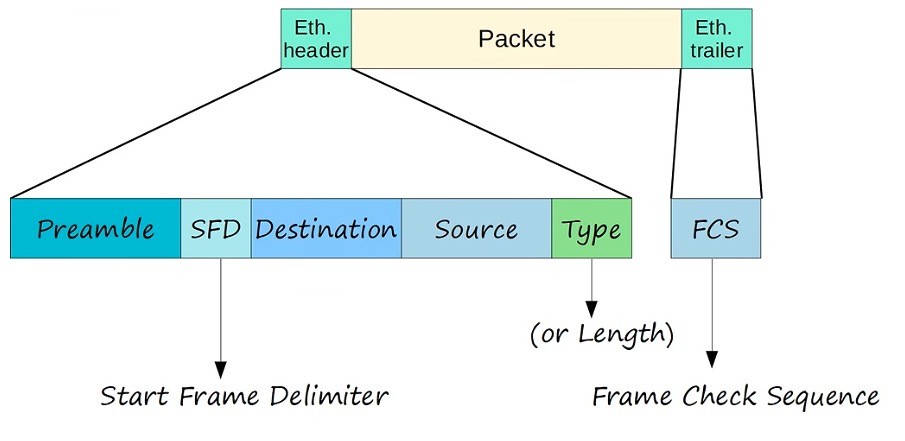 Eth.
header
Packet
Eth.
trailer
Preamble
SFD
Destination
Source
Type
FCS
(or Length)
Start Frame Delimiter
Frame Check Sequence